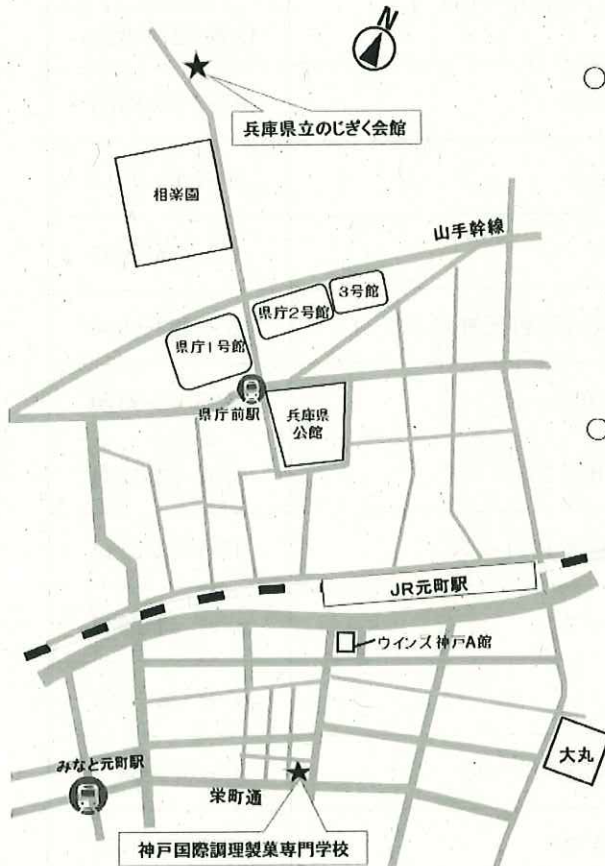 N
兵庫県立のじぎく会館
相楽園
山手幹線
3号館
県庁2号館
県庁1号館
県庁前駅
兵庫県
公館
JR元町駅
ウインズ神戸A館
大丸
みなと元町駅
栄町通
神戸国際調理製菓専門学校